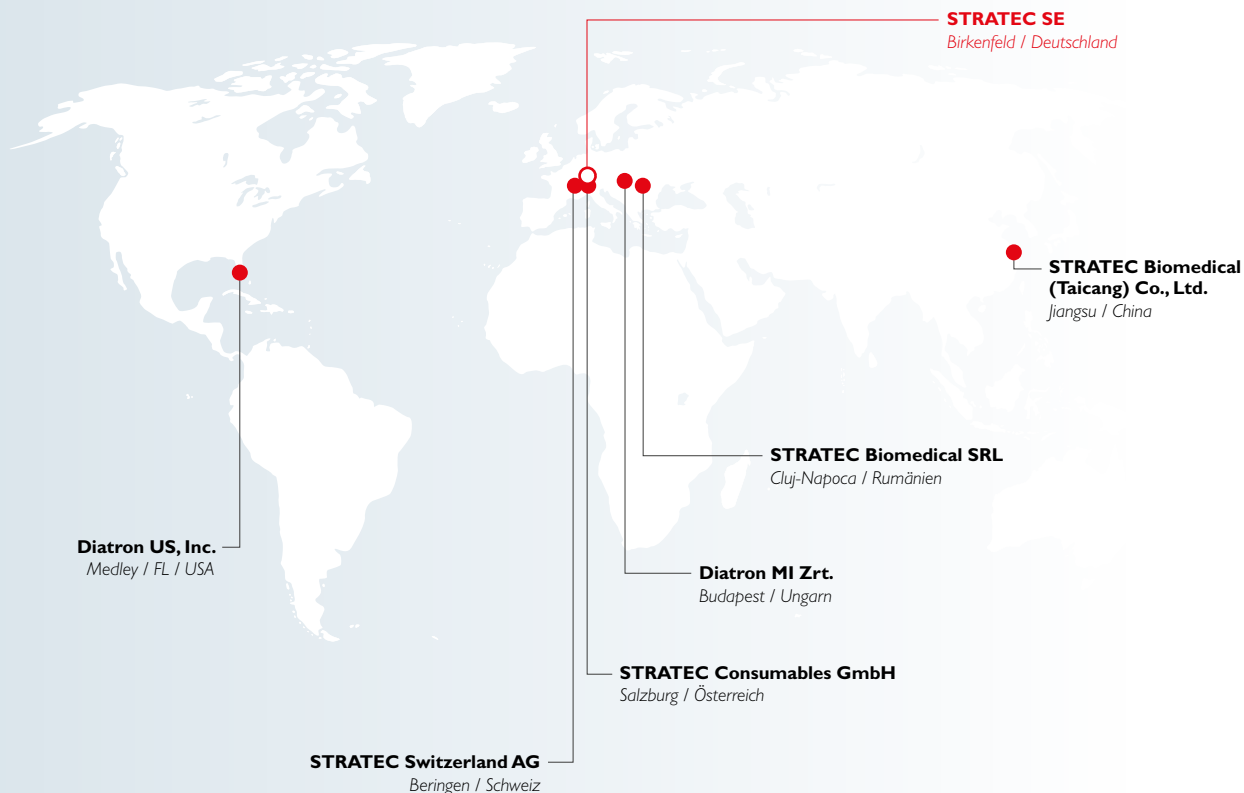 STRATEC SE
Birkenfeld / Deutschland
STRATEC Biomedical
(Taicang) Co., Ltd.
Jiangsu / China
STRATEC Biomedical SRL
Cluj-Napoca / Rumänien
Diatron US, Inc.
Medley / FL / USA
Diatron MI Zrt.
Budapest / Ungarn
STRATEC Consumables GmbH
Salzburg / Österreich
STRATEC Switzerland AG
Beringen / Schweiz